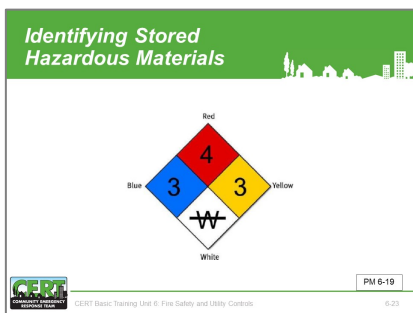 Identifying Stored
Hazardous Materials
Red
4
Blue
3
3
Yellow
W
White
PM 6-19
CERT
COMMUNITY EMERGENCY
RESPONSE TEAM
CERT Basic Training Unit 6: Fire Safety and Utility Controls
6-23